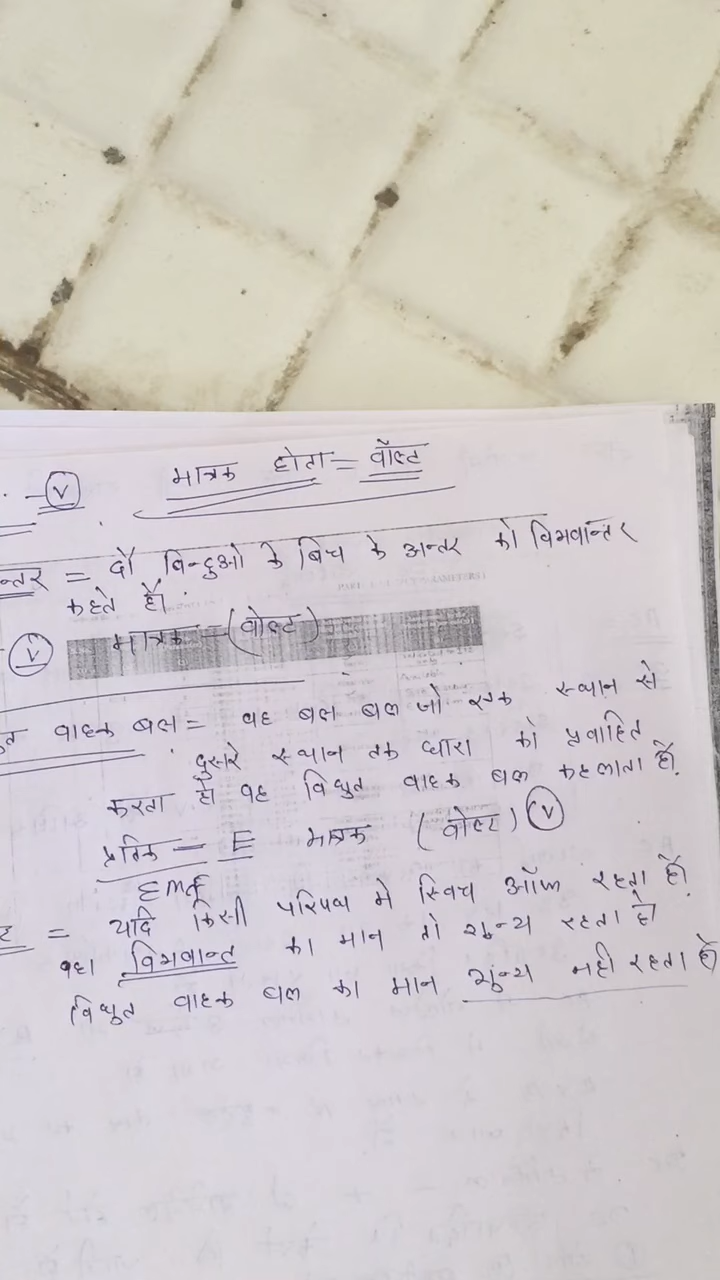 V मात्रक होता = वॉल्ट
न्तर = दो बिन्दुओ के बिच के अन्तर को विभवान्तर
कहते हैं।
V मात्रक = (वोल्ट)
वाहक बल = वह बल बल जो एक स्थान से
दुसरे स्थान तक धारा को प्रवाहित
करता हो वह विधुत वाहक बल कहलाता हैं.
प्रतिक - E मात्रक (वोल्ट) V
EMF
= यदि किसी परिपथ मे स्विच ऑफ रहता हैं।
वहा विभवान्त का मान तो शून्य रहता हो
विधुत वाहक बल का मान शून्य नही रहता हो